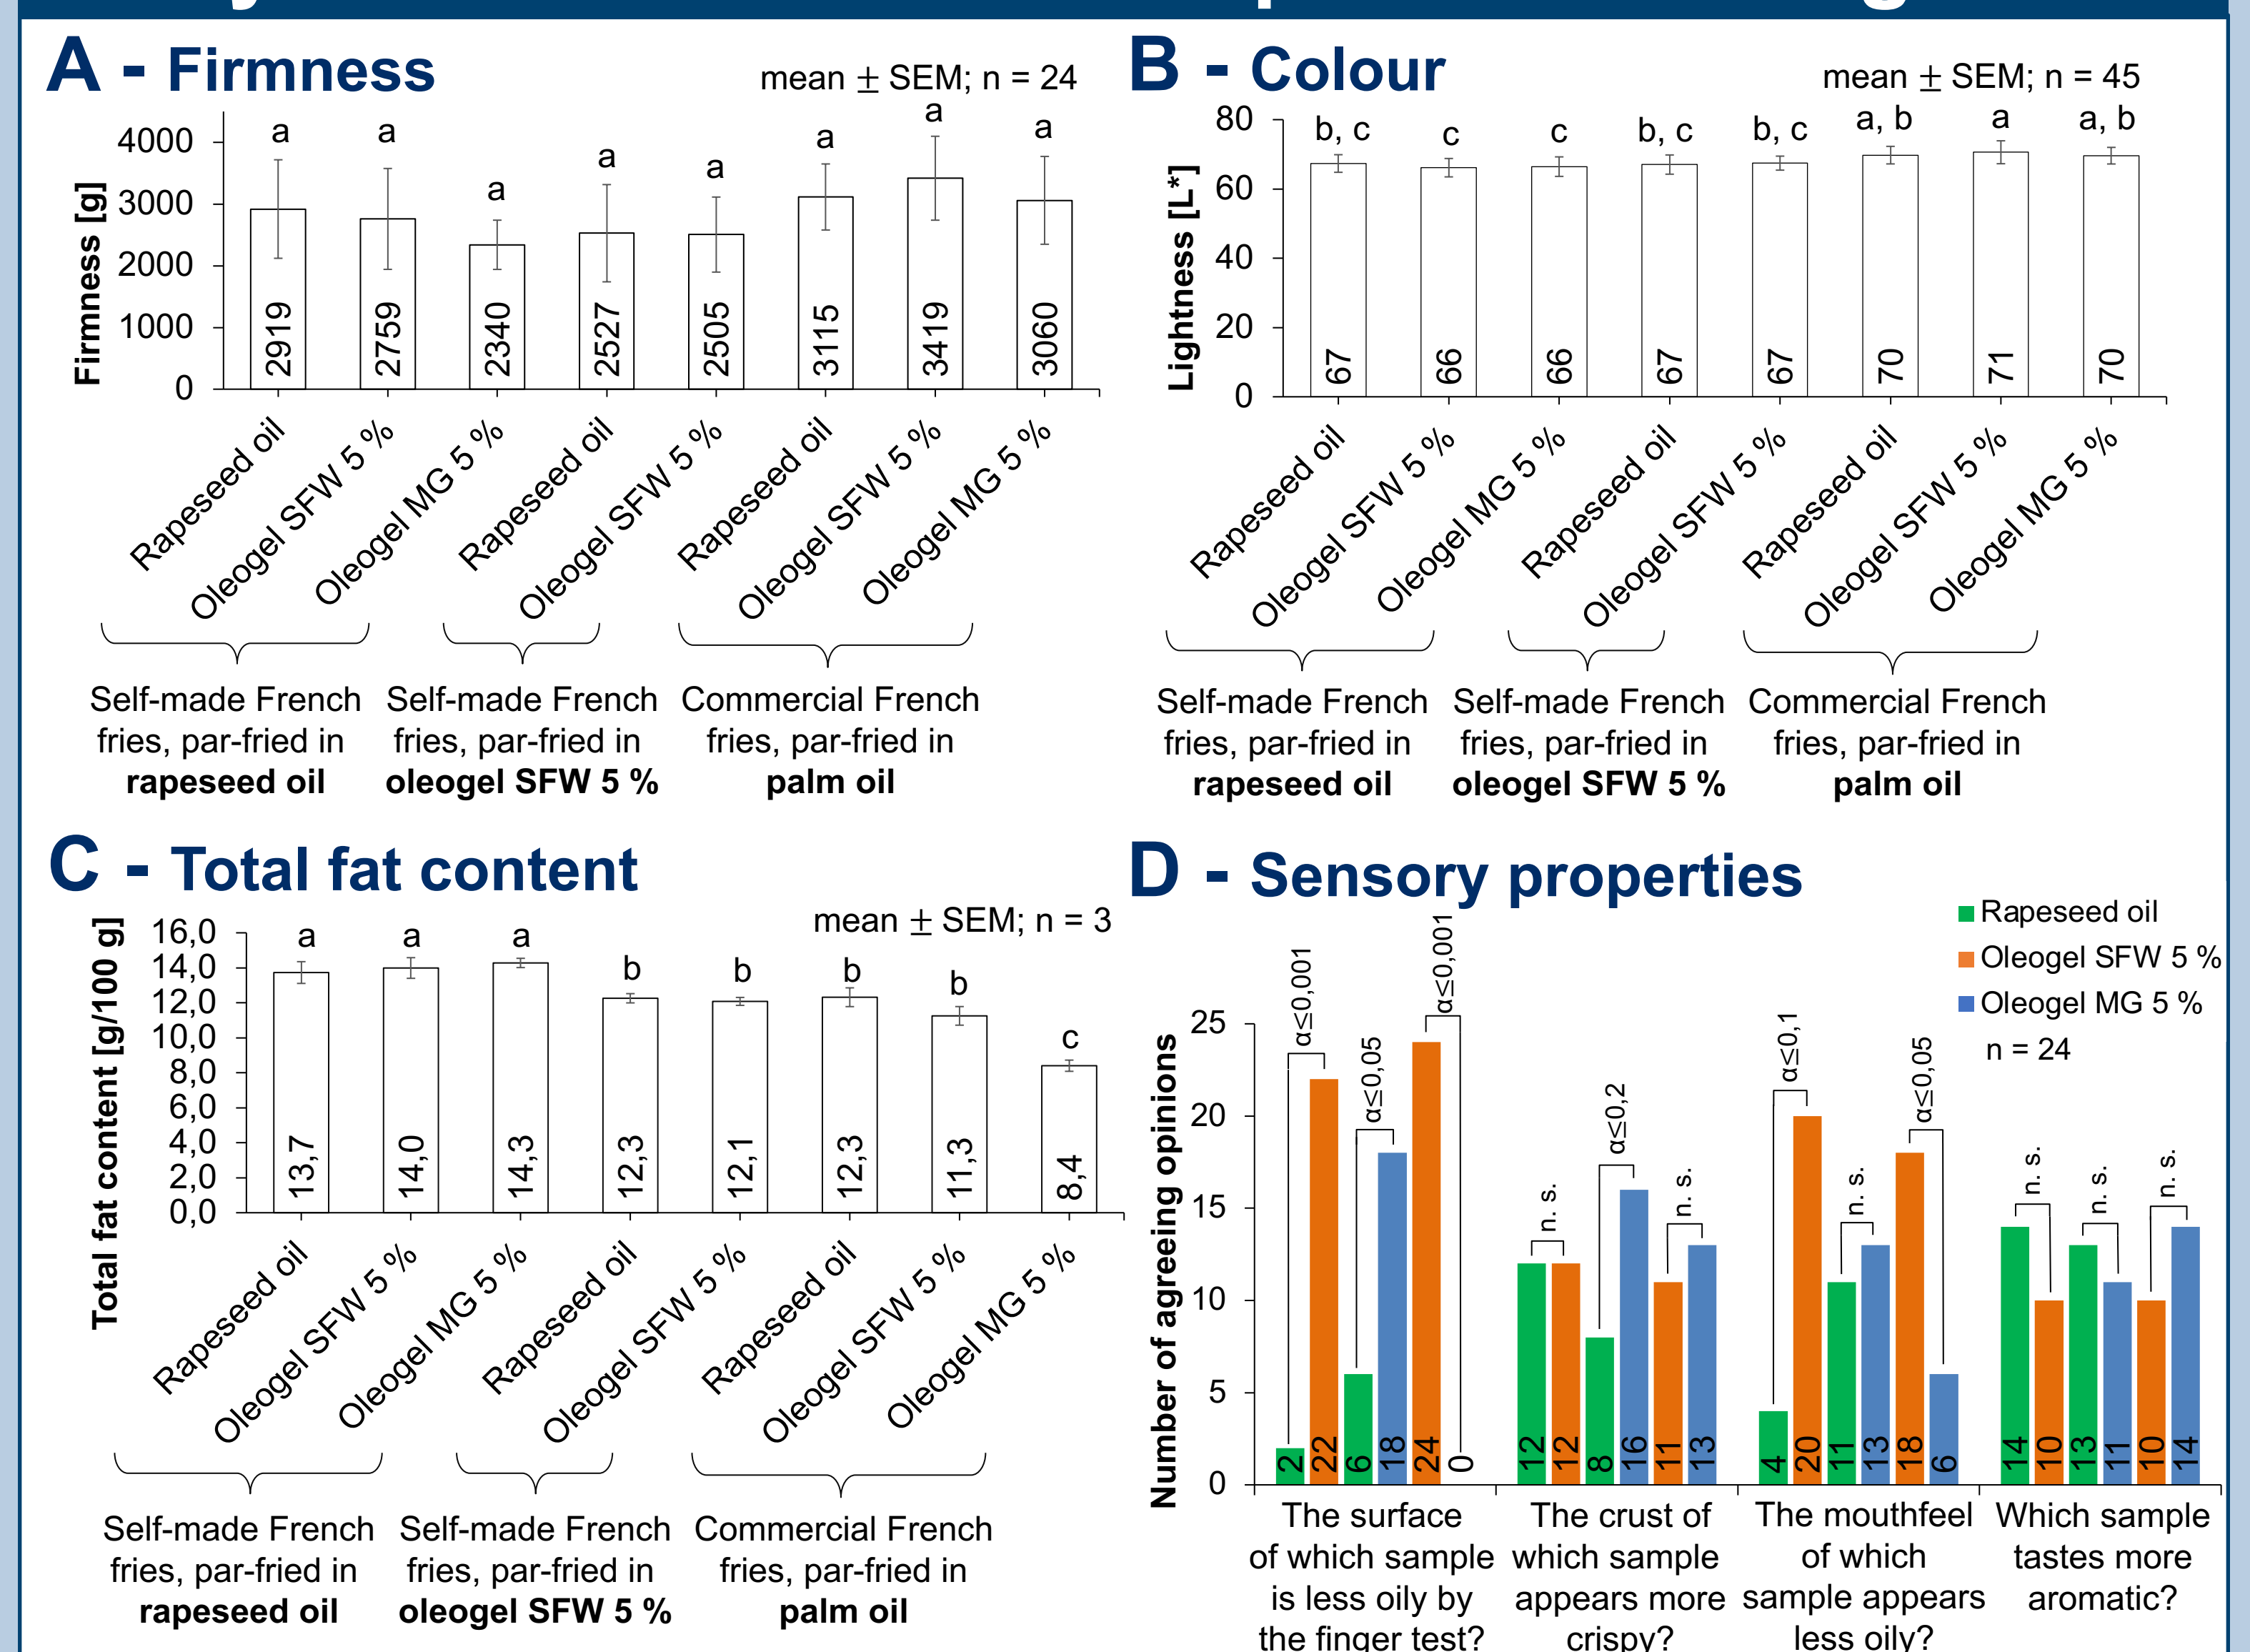 A - Firmness
mean ± SEM; n = 24
Firmness [g]
4000
3000
2000
1000
0
a
a
a
a
a
a
a
a
2919
2759
2340
2527
2505
3115
3419
3060
Rapeseed oil
Oleogel SFW 5 %
Oleogel MG 5 %
Rapeseed oil
Oleogel SFW 5 %
Rapeseed oil
Oleogel SFW 5 %
Oleogel MG 5 %
Self-made French
fries, par-fried in
rapeseed oil
Self-made French
fries, par-fried in
oleogel SFW 5 %
Commercial French
fries, par-fried in
palm oil
B - Colour
mean ± SEM; n = 45
Lightness [L*]
80
60
40
20
0
b, c
c
c
b, c
b, c
a, b
a
a, b
67
66
66
67
67
70
71
70
Rapeseed oil
Oleogel SFW 5 %
Oleogel MG 5 %
Rapeseed oil
Oleogel SFW 5 %
Rapeseed oil
Oleogel SFW 5 %
Oleogel MG 5 %
Self-made French
fries, par-fried in
rapeseed oil
Self-made French
fries, par-fried in
oleogel SFW 5 %
Commercial French
fries, par-fried in
palm oil
C - Total fat content
mean ± SEM; n = 3
Total fat content [g/100 g]
16,0
14,0
12,0
10,0
8,0
6,0
4,0
2,0
0,0
a
a
a
b
b
b
b
c
13,7
14,0
14,3
12,3
12,1
12,3
11,3
8,4
Rapeseed oil
Oleogel SFW 5 %
Oleogel MG 5 %
Rapeseed oil
Oleogel SFW 5 %
Rapeseed oil
Oleogel SFW 5 %
Oleogel MG 5 %
Self-made French
fries, par-fried in
rapeseed oil
Self-made French
fries, par-fried in
oleogel SFW 5 %
Commercial French
fries, par-fried in
palm oil
D - Sensory properties
Rapeseed oil
Oleogel SFW 5 %
Oleogel MG 5 %
n = 24
Number of agreeing opinions
25
20
15
10
5
0
α≤0,001
α≤0,05
α≤0,001
n. s.
α≤0,2
n. s.
α≤0,1
n. s.
α≤0,05
n. s.
n. s.
n. s.
2
22
6
18
24
0
12
12
8
16
11
13
4
20
11
13
18
6
14
10
13
11
10
14
The surface
of which sample
is less oily by
the finger test?
The crust of
which sample
appears more
crispy?
The mouthfeel
of which
sample appears
less oily?
Which sample
tastes more
aromatic?